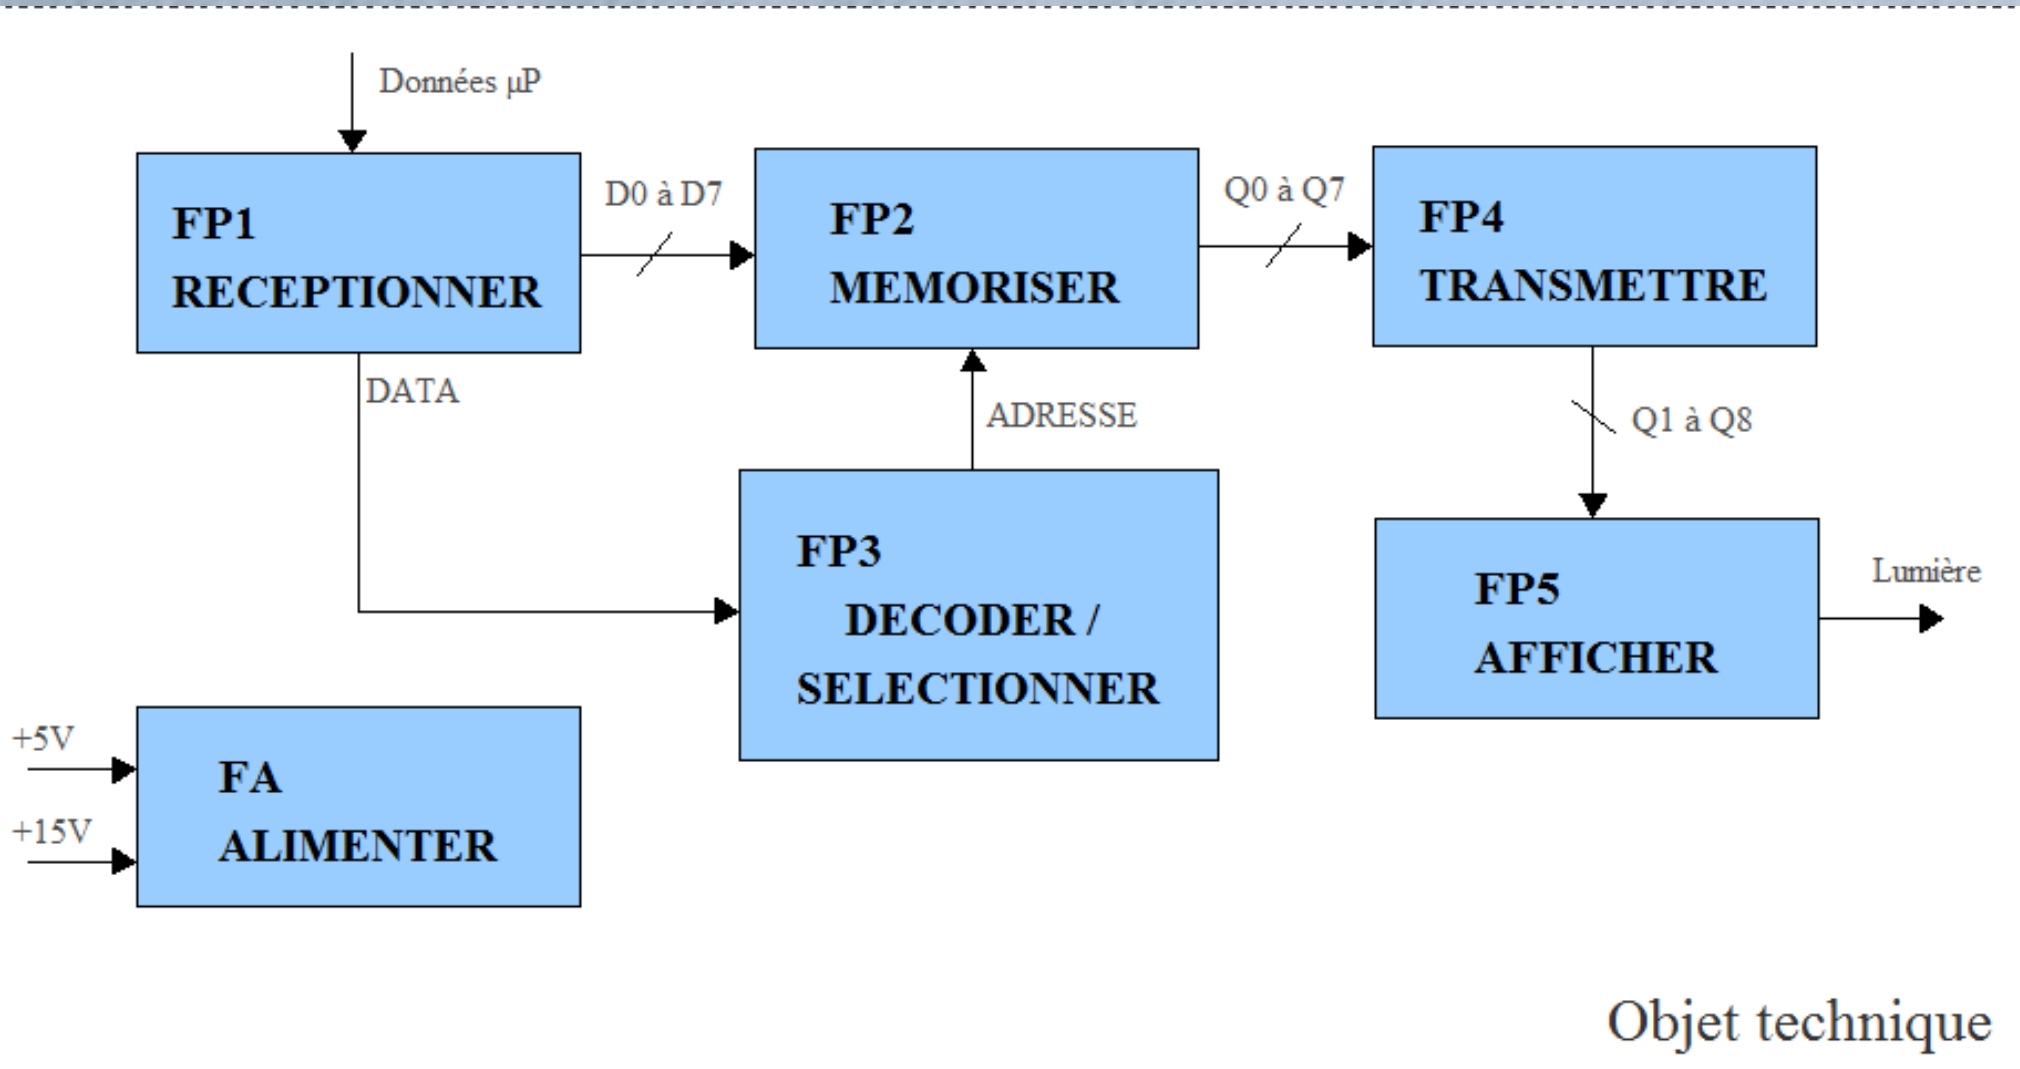 Données µP
FP1
RECEPTIONNER
D0 à D7
FP2
MEMORISER
Q0 à Q7
FP4
TRANSMETTRE
DATA
ADRESSE
Q1 à Q8
FP3
DECODER /
SELECTIONNER
FP5
AFFICHER
Lumière
+5V
+15V
FA
ALIMENTER
Objet technique